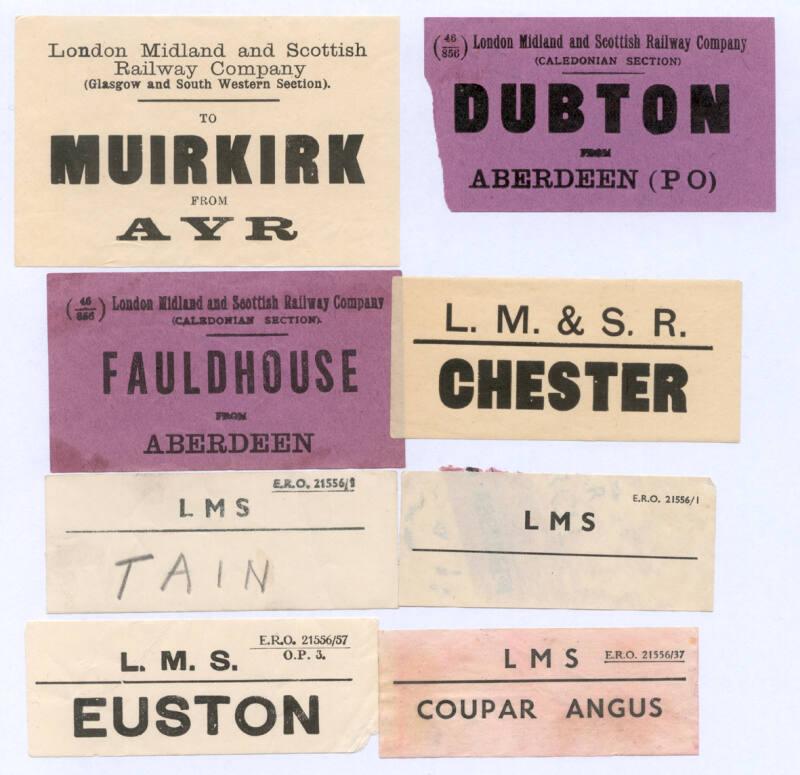 London Midland and Scottish
Railway Company
(Glasgow and South Western Section).
TO
MUIRKIRK
FROM
AYR
(46/856) London Midland and Scottish Railway Company
(CALEDONIAN SECTION)
DUBTON
FROM
ABERDEEN (PO)
(46/856) London Midland and Scottish Railway Company
(CALEDONIAN SECTION).
FAULDHOUSE
FROM
ABERDEEN
L. M. & S. R.
CHESTER
E.R.O. 21556/
LMS
TAIN
E.R.O. 21556/1
LMS
E.R.O. 21556/57
L. M. S.
O.P. 3.
EUSTON
LMS E.R.O. 21556/37
COUPAR ANGUS